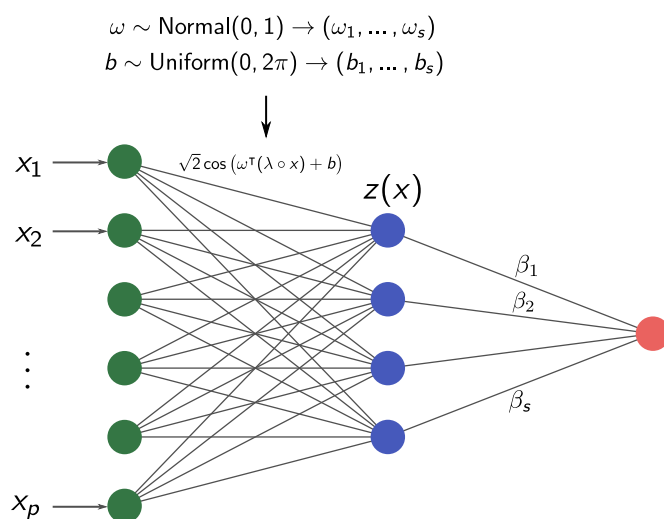 ω ∼ Normal(0, 1) → (ω₁, ... , ωₛ)
b ∼ Uniform(0, 2π) → (b₁, ... , bₛ)
x₁
√2 cos (ωᵀ(λ ∘ x) + b)
z(x)
x₂
β₁
β₂
⋮
βₛ
xₚ